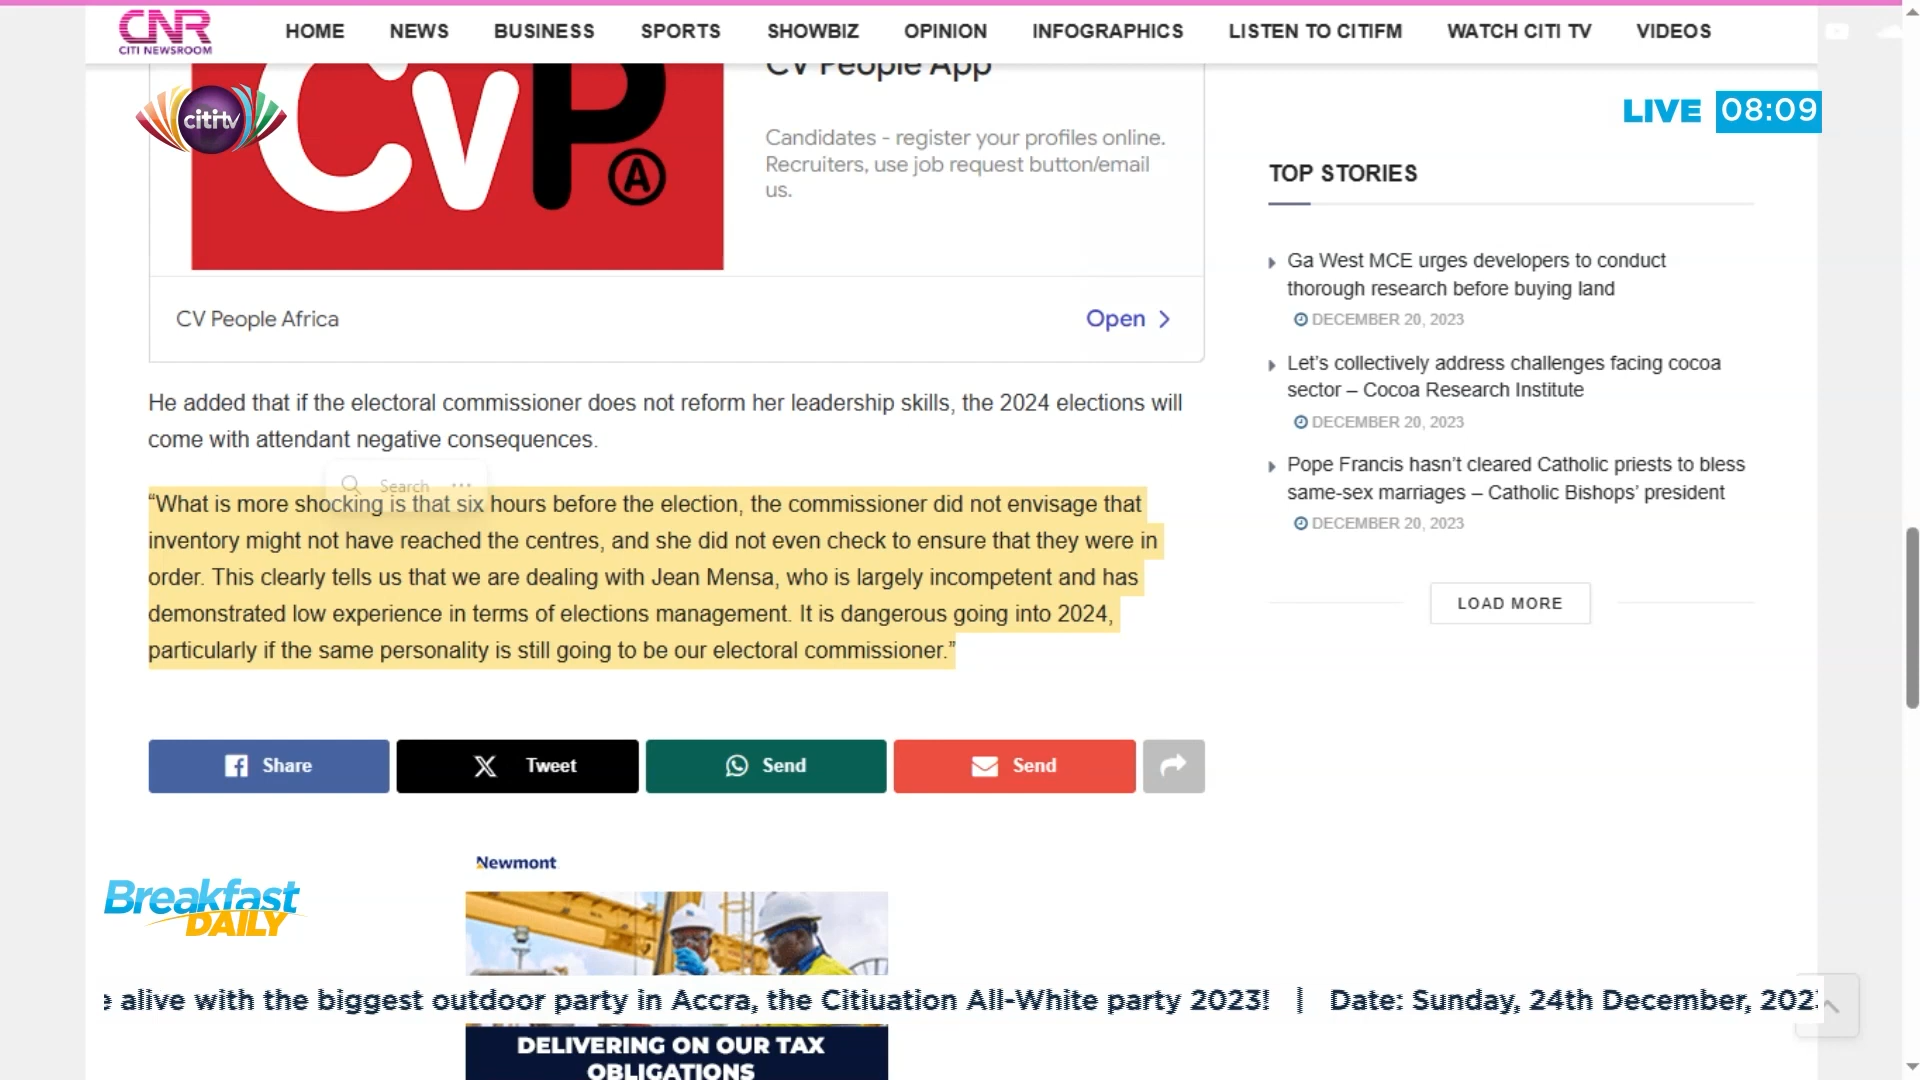 CNR
CITI NEWSROOM
HOME NEWS BUSINESS SPORTS SHOWBIZ OPINION INFOGRAPHICS LISTEN TO CITIFM WATCH CITI TV VIDEOS
CV People App
CvP
A
cititv
Candidates - register your profiles online.
Recruiters, use job request button/email
us.
CV People Africa
Open
LIVE 08:09
TOP STORIES
Ga West MCE urges developers to conduct
thorough research before buying land
DECEMBER 20, 2023
Let's collectively address challenges facing cocoa
sector – Cocoa Research Institute
DECEMBER 20, 2023
Pope Francis hasn't cleared Catholic priests to bless
same-sex marriages – Catholic Bishops' president
DECEMBER 20, 2023
LOAD MORE
He added that if the electoral commissioner does not reform her leadership skills, the 2024 elections will
come with attendant negative consequences.
Search ...
“What is more shocking is that six hours before the election, the commissioner did not envisage that
inventory might not have reached the centres, and she did not even check to ensure that they were in
order. This clearly tells us that we are dealing with Jean Mensa, who is largely incompetent and has
demonstrated low experience in terms of elections management. It is dangerous going into 2024,
particularly if the same personality is still going to be our electoral commissioner.”
Share
Tweet
Send
Send
Newmont
Breakfast
DAILY
alive with the biggest outdoor party in Accra, the Citiuation All-White party 2023! | Date: Sunday, 24th December, 202
DELIVERING ON OUR TAX
OBLIGATIONS